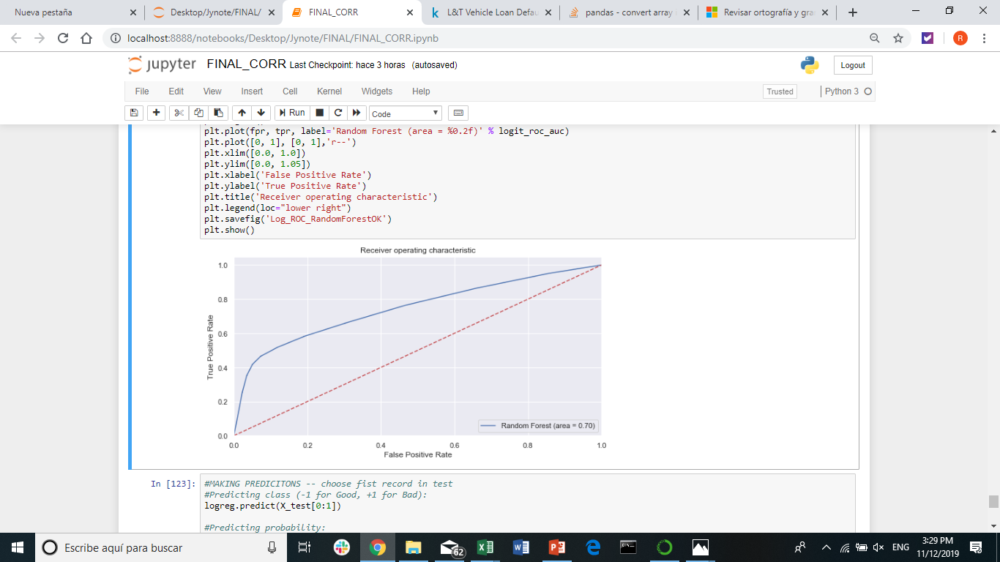 Nueva pestaña
Desktop/Jynote/FINAL/
FINAL_CORR
L&T Vehicle Loan Defau
pandas - convert array
Revisar ortografía y gra
localhost:8888/notebooks/Desktop/Jynote/FINAL/FINAL_CORR.ipynb
R
jupyter FINAL_CORR Last Checkpoint: hace 3 horas (autosaved)
Logout
File Edit View Insert Cell Kernel Widgets Help
Trusted
Python 3
Run
Code
plt.plot(fpr, tpr, label='Random Forest (area = %0.2f)' % logit_roc_auc)
plt.plot([0, 1], [0, 1],'r--')
plt.xlim([0.0, 1.0])
plt.ylim([0.0, 1.05])
plt.xlabel('False Positive Rate')
plt.ylabel('True Positive Rate')
plt.title('Receiver operating characteristic')
plt.legend(loc="lower right")
plt.savefig('Log_ROC_RandomForestOK')
plt.show()
Receiver operating characteristic
True Positive Rate
1.0
0.8
0.6
0.4
0.2
0.0
Random Forest (area = 0.70)
0.0 0.2 0.4 0.6 0.8 1.0
False Positive Rate
In [123]:
#MAKING PREDICITONS -- choose fist record in test
#Predicting class (-1 for Good, +1 for Bad):
logreg.predict(X_test[0:1])
#Predicting probability:
Escribe aquí para buscar
62
ENG
3:29 PM
11/12/2019